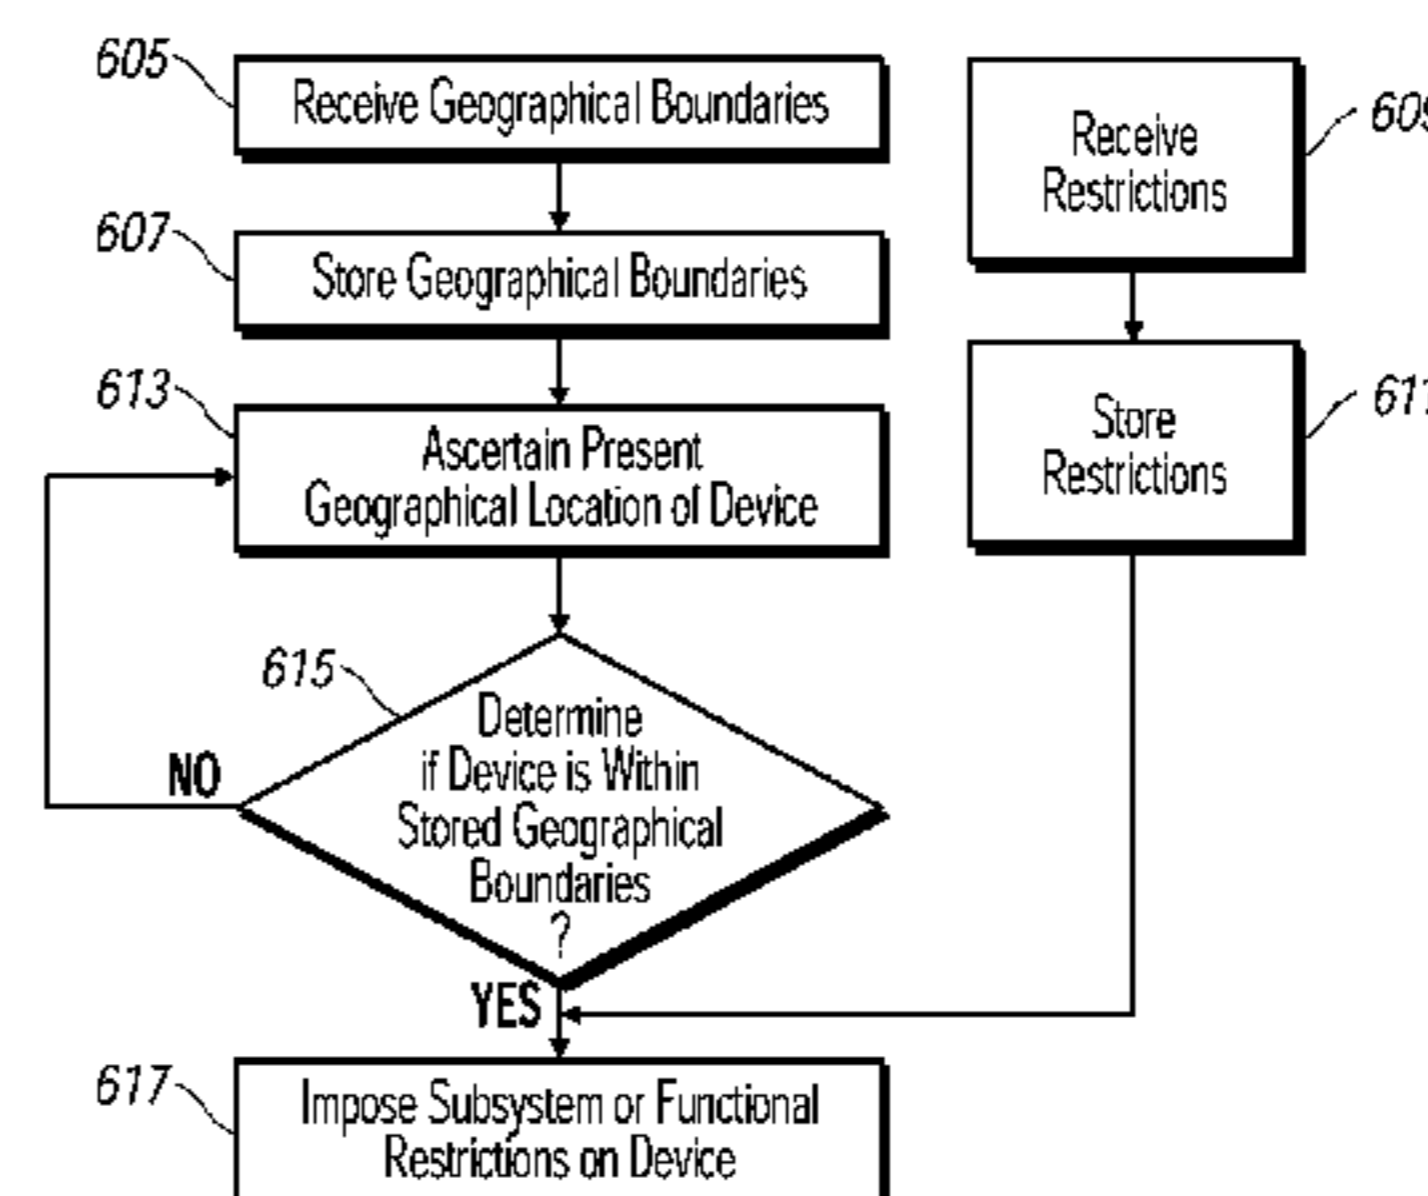 605
Receive Geographical Boundaries
607
Store Geographical Boundaries
613
Ascertain Present
Geographical Location of Device
615
Determine
if Device is Within
Stored Geographical
Boundaries
?
NO
YES
617
Impose Subsystem or Functional
Restrictions on Device
Receive
Restrictions
609
Store
Restrictions
611